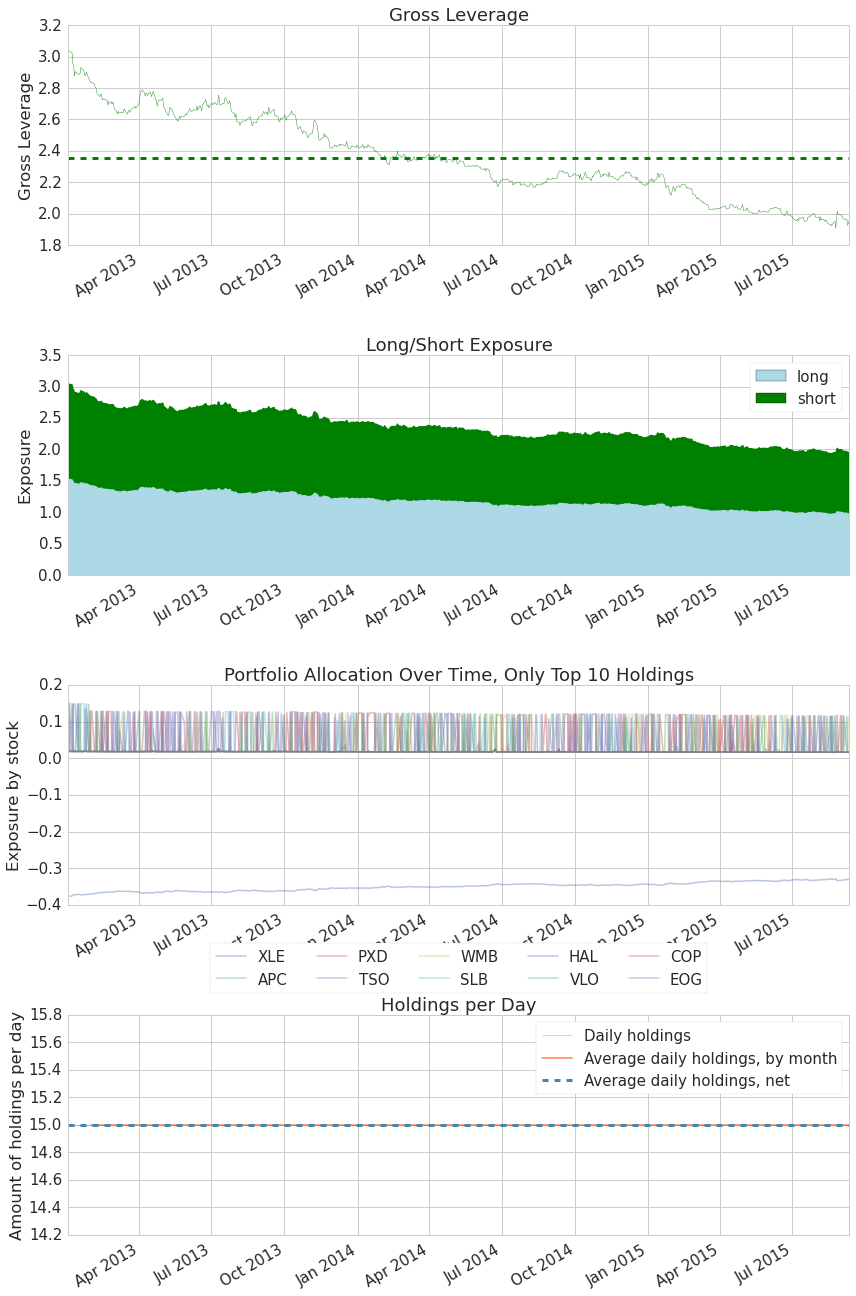 Gross Leverage
Gross Leverage
3.2
3.0
2.8
2.6
2.4
2.2
2.0
1.8
Apr 2013 Jul 2013 Oct 2013 Jan 2014 Apr 2014 Jul 2014 Oct 2014 Jan 2015 Apr 2015 Jul 2015
Long/Short Exposure
Exposure
3.5
3.0
2.5
2.0
1.5
1.0
0.5
0.0
long
short
Apr 2013 Jul 2013 Oct 2013 Jan 2014 Apr 2014 Jul 2014 Oct 2014 Jan 2015 Apr 2015 Jul 2015
Portfolio Allocation Over Time, Only Top 10 Holdings
Exposure by stock
0.2
0.1
0.0
−0.1
−0.2
−0.3
−0.4
Apr 2013 Jul 2013 2013 2014 2014 2014 2014 2015 2015 Jul 2015
XLE PXD WMB HAL COP
APC TSO SLB VLO EOG
Holdings per Day
Amount of holdings per day
15.8
15.6
15.4
15.2
15.0
14.8
14.6
14.4
14.2
Daily holdings
Average daily holdings, by month
Average daily holdings, net
Apr 2013 Jul 2013 Oct 2013 Jan 2014 Apr 2014 Jul 2014 Oct 2014 Jan 2015 Apr 2015 Jul 2015